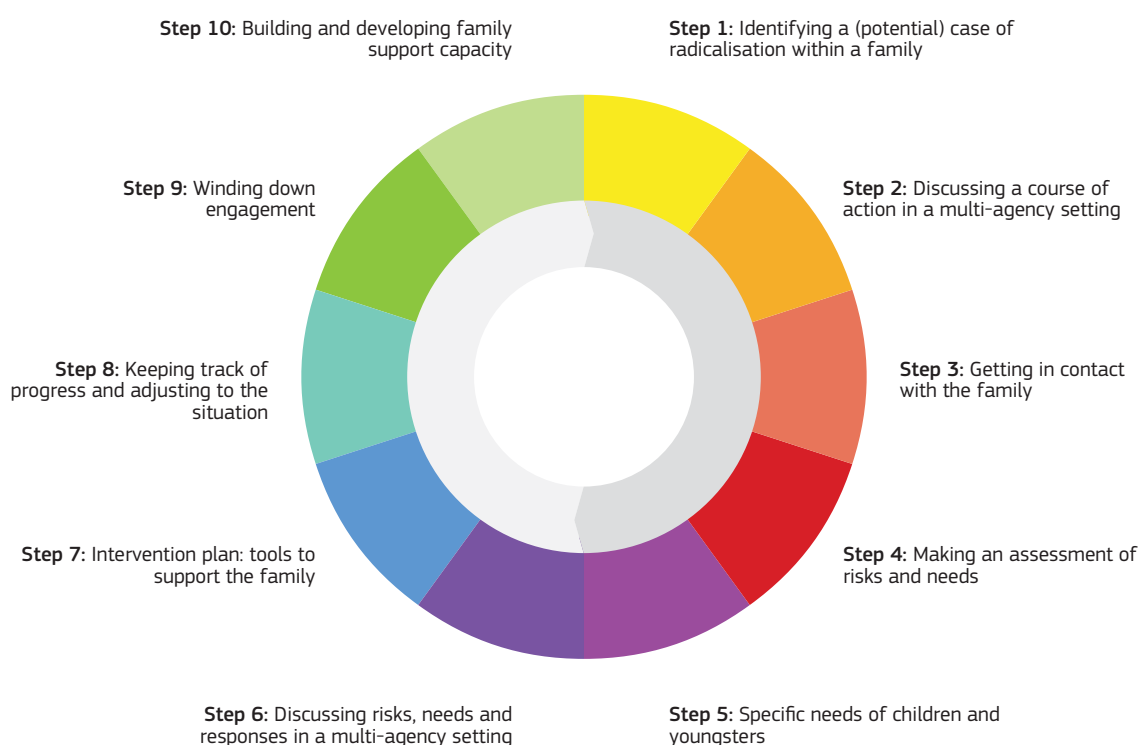 Step 1: Identifying a (potential) case of
radicalisation within a family
Step 2: Discussing a course of
action in a multi-agency setting
Step 3: Getting in contact
with the family
Step 4: Making an assessment of
risks and needs
Step 5: Specific needs of children and
youngsters
Step 6: Discussing risks, needs and
responses in a multi-agency setting
Step 7: Intervention plan: tools to
support the family
Step 8: Keeping track of
progress and adjusting to the
situation
Step 9: Winding down
engagement
Step 10: Building and developing family
support capacity